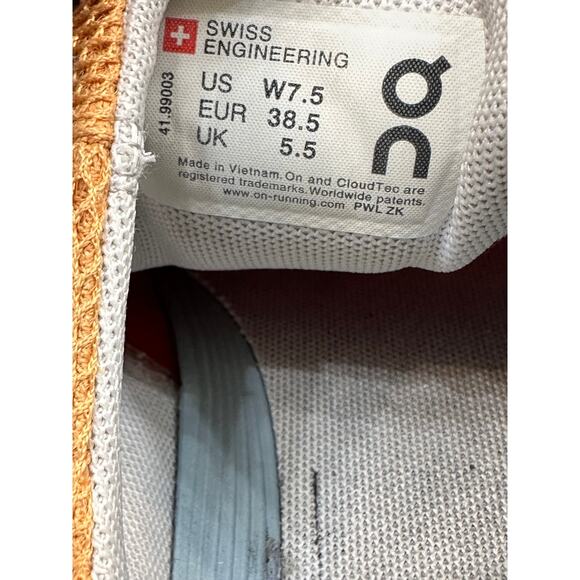 SWISS
ENGINEERING
US W7.5
EUR 38.5
UK 5.5
41.99003
Made in Vietnam. On and CloudTec are
registered trademarks. Worldwide patents.
www.on-running.com PWL ZK
On